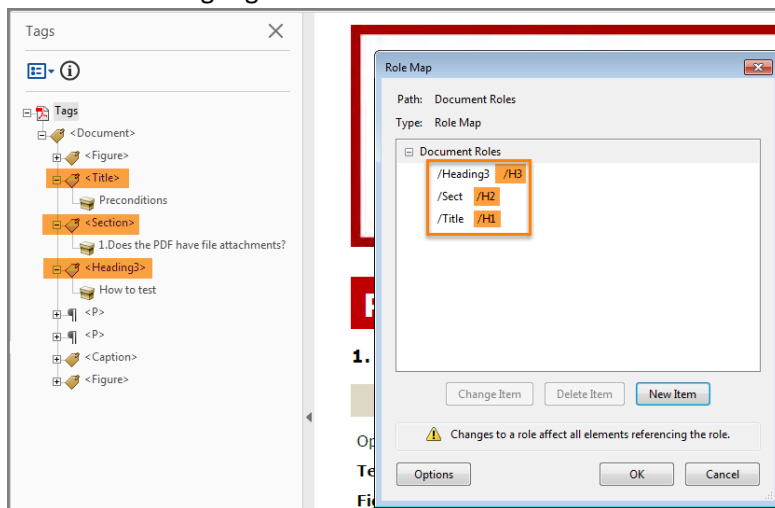 Tags
Tags
<Document>
<Figure>
<Title>
Preconditions
<Section>
1.Does the PDF have file attachments?
<Heading3>
How to test
<P>
<P>
<Caption>
<Figure>
1.
Op
Te
Role Map
Path: Document Roles
Type: Role Map
Document Roles
/Heading3 /H3
/Sect /H2
/Title /H1
Change Item Delete Item New Item
Changes to a role affect all elements referencing the role.
Options OK Cancel